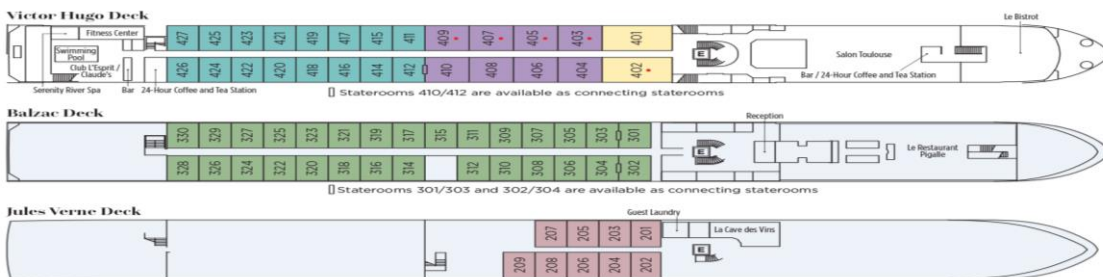 Victor Hugo Deck
Fitness Center
Swimming
Pool
Club L'Esprit /
Claude's
Serenity River Spa
Bar
24-Hour Coffee and Tea Station
427 425 423 421 419 417 415 411 409 407 405 403 401
426 424 422 420 418 416 414 412 410 408 406 404 402
E
Salon Toulouse
Bar / 24-Hour Coffee and Tea Station
Le Bistrot
Staterooms 410/412 are available as connecting staterooms
Balzac Deck
330 329 327 325 323 321 319 317 315 311 309 307 305 303 301
328 326 324 322 320 318 316 314 312 310 308 306 304 302
E
Reception
Le Restaurant
Pigalle
Staterooms 301/303 and 302/304 are available as connecting staterooms
Jules Verne Deck
207 205 203 201
209 208 206 204 202
Guest Laundry
La Cave des Vins
E